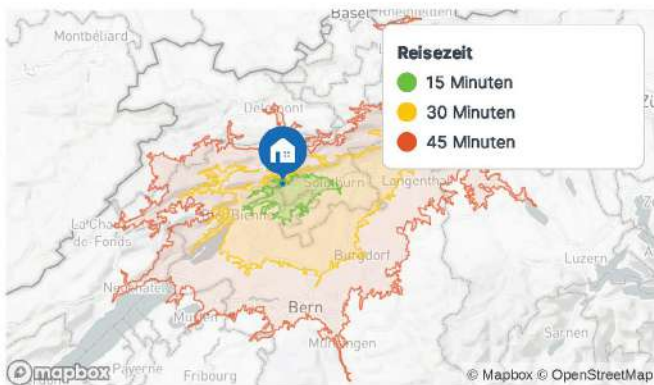 Basel
Rheinfelden
Montbéliard
Reisezeit
15 Minuten
30 Minuten
45 Minuten
Delémont
Solothurn
Langenthal
Biel/Bienne
La Chaux-
de-Fonds
Burgdorf
Luzern
Neuchâtel
Bern
Murten
Münsingen
Sarnen
Payerne
Fribourg
mapbox
© Mapbox © OpenStreetMap